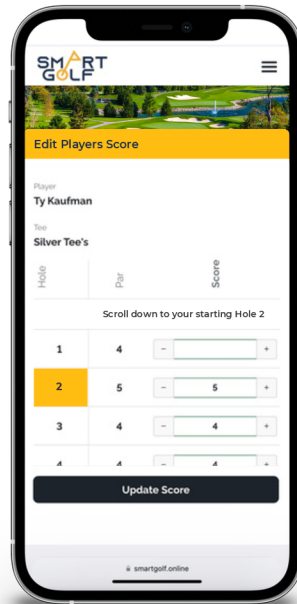 SMART
GOLF
Edit Players Score
Player
Ty Kaufman
Tee
Silver Tee's
Hole Par Score
Scroll down to your starting Hole 2
1 4 - +
2 5 - 5 +
3 4 - 4 +
4 4 - 4 +
Update Score
smartgolf.online